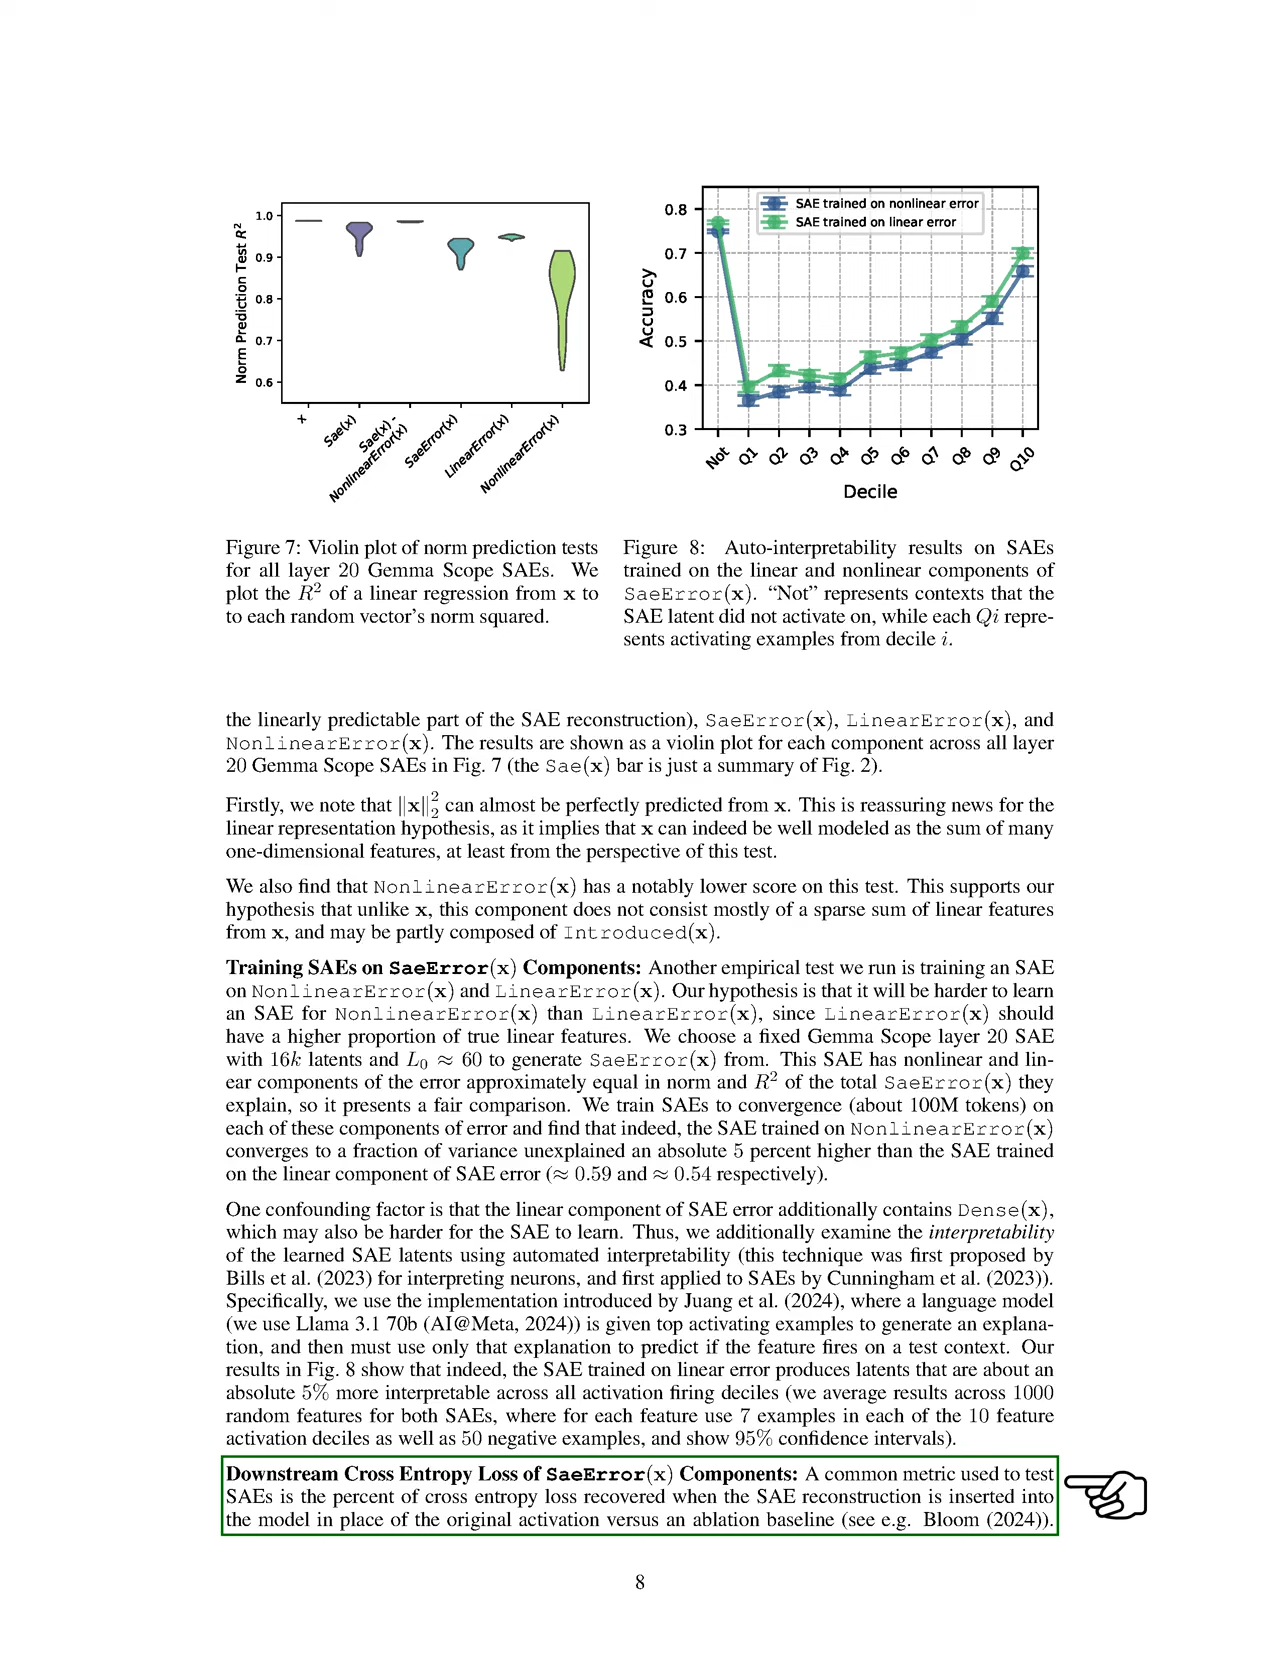 1.0
0.9
0.8
0.7
0.6
Norm Prediction Test R²
x
Sae(x)
Sae(x) -
NonlinearError(x)
SaeError(x)
LinearError(x)
NonlinearError(x)
SAE trained on nonlinear error
SAE trained on linear error
0.8
0.7
0.6
0.5
0.4
0.3
Accuracy
Not Q1 Q2 Q3 Q4 Q5 Q6 Q7 Q8 Q9 Q10
Decile
Figure 7: Violin plot of norm prediction tests
for all layer 20 Gemma Scope SAEs. We
plot the R² of a linear regression from x to
to each random vector's norm squared.
Figure 8: Auto-interpretability results on SAEs
trained on the linear and nonlinear components of
SaeError(x). “Not” represents contexts that the
SAE latent did not activate on, while each Qi repre-
sents activating examples from decile i.
the linearly predictable part of the SAE reconstruction), SaeError(x), LinearError(x), and
NonlinearError(x). The results are shown as a violin plot for each component across all layer
20 Gemma Scope SAEs in Fig. 7 (the Sae(x) bar is just a summary of Fig. 2).
Firstly, we note that ‖x‖₂² can almost be perfectly predicted from x. This is reassuring news for the
linear representation hypothesis, as it implies that x can indeed be well modeled as the sum of many
one-dimensional features, at least from the perspective of this test.
We also find that NonlinearError(x) has a notably lower score on this test. This supports our
hypothesis that unlike x, this component does not consist mostly of a sparse sum of linear features
from x, and may be partly composed of Introduced(x).
Training SAEs on SaeError(x) Components: Another empirical test we run is training an SAE
on NonlinearError(x) and LinearError(x). Our hypothesis is that it will be harder to learn
an SAE for NonlinearError(x) than LinearError(x), since LinearError(x) should
have a higher proportion of true linear features. We choose a fixed Gemma Scope layer 20 SAE
with 16k latents and L₀ ≈ 60 to generate SaeError(x) from. This SAE has nonlinear and lin-
ear components of the error approximately equal in norm and R² of the total SaeError(x) they
explain, so it presents a fair comparison. We train SAEs to convergence (about 100M tokens) on
each of these components of error and find that indeed, the SAE trained on NonlinearError(x)
converges to a fraction of variance unexplained an absolute 5 percent higher than the SAE trained
on the linear component of SAE error (≈ 0.59 and ≈ 0.54 respectively).
One confounding factor is that the linear component of SAE error additionally contains Dense(x),
which may also be harder for the SAE to learn. Thus, we additionally examine the interpretability
of the learned SAE latents using automated interpretability (this technique was first proposed by
Bills et al. (2023) for interpreting neurons, and first applied to SAEs by Cunningham et al. (2023)).
Specifically, we use the implementation introduced by Juang et al. (2024), where a language model
(we use Llama 3.1 70b (AI@Meta, 2024)) is given top activating examples to generate an explana-
tion, and then must use only that explanation to predict if the feature fires on a test context. Our
results in Fig. 8 show that indeed, the SAE trained on linear error produces latents that are about an
absolute 5% more interpretable across all activation firing deciles (we average results across 1000
random features for both SAEs, where for each feature use 7 examples in each of the 10 feature
activation deciles as well as 50 negative examples, and show 95% confidence intervals).
Downstream Cross Entropy Loss of SaeError(x) Components: A common metric used to test
SAEs is the percent of cross entropy loss recovered when the SAE reconstruction is inserted into
the model in place of the original activation versus an ablation baseline (see e.g. Bloom (2024)).
8